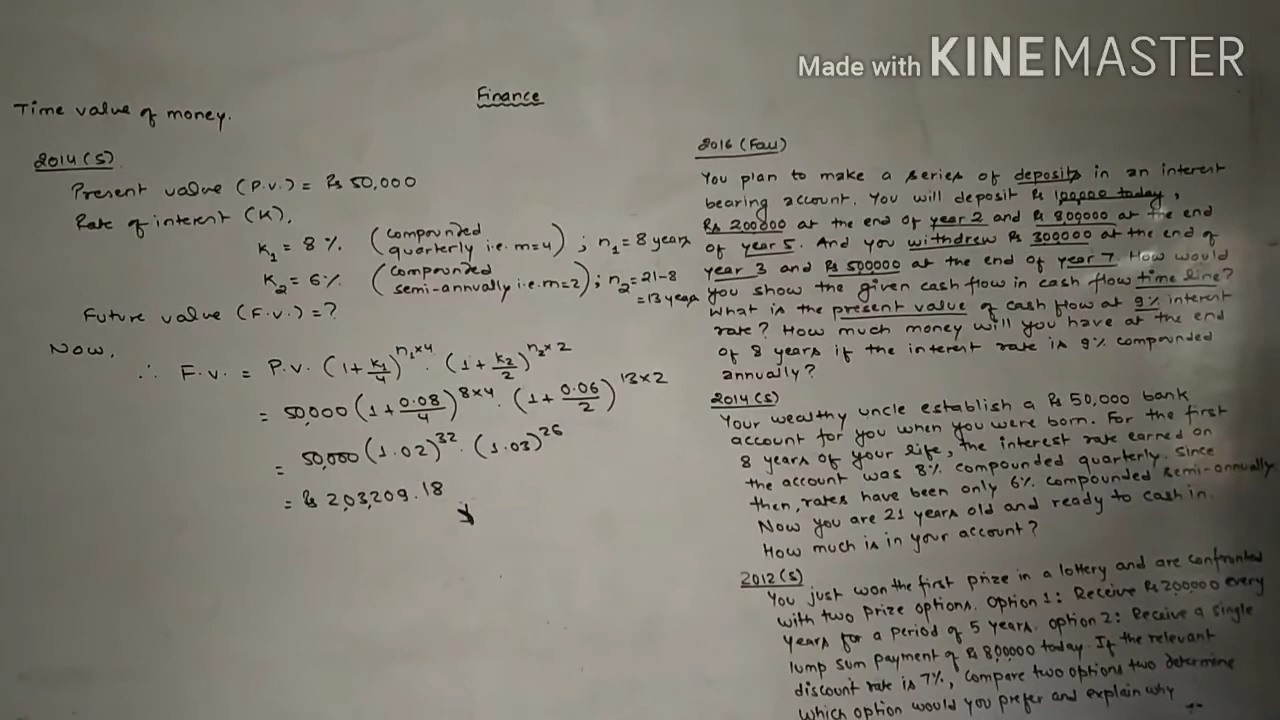 Made with KINEMASTER
Finance
Time value of money.
2014 (S)
Present value (P.V.) = Rs 50,000
Rate of interest (K).
K₁ = 8 %. (compounded quarterly i.e. m=4) ; n₁ = 8 years
K₂ = 6% (compounded semi-annually i.e. m=2) ; n₂ = 21-8
= 13 years
Future value (F.V.) = ?
Now,
∴ F.V. = P.V. (1+K₁/4)^n₁×4 . (1+K₂/2)^n₂×2
= 50,000 (1+0.08/4)^8×4 . (1+0.06/2)^13×2
= 50,000 (1.02)^32 . (1.03)^26
= Rs 2,03,209.18
2016 (Fall)
You plan to make a series of deposits in an interest
bearing account. You will deposit Rs 100000 today,
Rs 200000 at the end of year 2 and Rs 800000 at the end
of year 5. And you withdrew Rs 300000 at the end of
year 3 and Rs 500000 at the end of year 7. How would
you show the given cash flow in cash flow time line?
What is the present value of cash flow at 9% interest
rate? How much money will you have at the end
of 8 years if the interest rate is 9% compounded
annually?
2014 (S)
Your wealthy uncle establish a Rs 50,000 bank
account for you when you were born. For the first
8 years of your life, the interest rate earned on
the account was 8% compounded quarterly. Since
then, rates have been only 6% compounded semi-annually
Now you are 21 years old and ready to cash in.
How much is in your account?
2012 (S)
You just won the first prize in a lottery and are confronted
with two prize options. Option 1: Receive Rs 200000 every
years for a period of 5 years. Option 2: Receive a single
lump sum payment of Rs 800000 today. If the relevant
discount rate is 7%, compare two options two determine
which option would you prefer and explain why